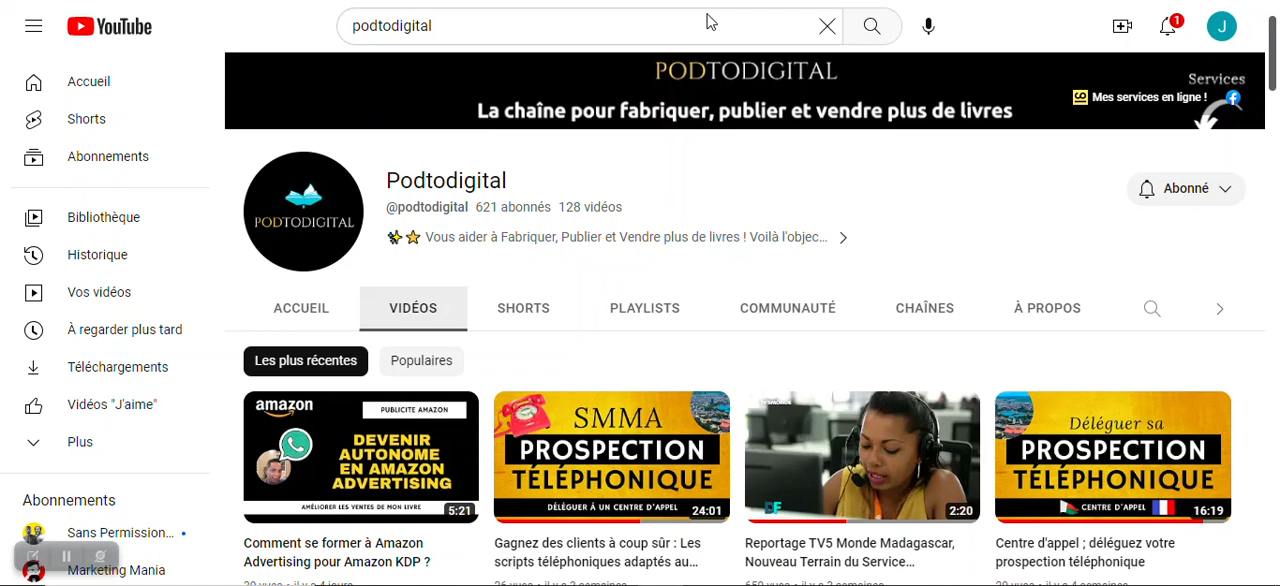 YouTube
podtodigital
1
J
Accueil
Shorts
Abonnements
Bibliothèque
Historique
Vos vidéos
À regarder plus tard
Téléchargements
Vidéos "J'aime"
Plus
Abonnements
Sans Permission...
Marketing Mania
PODTODIGITAL
La chaîne pour fabriquer, publier et vendre plus de livres
Services
Mes services en ligne !
PODTODIGITAL
Podtodigital
@podtodigital 621 abonnés 128 vidéos
Vous aider à Fabriquer, Publier et Vendre plus de livres ! Voilà l'objec...
Abonné
ACCUEIL VIDÉOS SHORTS PLAYLISTS COMMUNAUTÉ CHAÎNES À PROPOS
Les plus récentes Populaires
amazon
PUBLICITE AMAZON
DEVENIR
AUTONOME
EN AMAZON
ADVERTISING
AMÉLIORER LES VENTES DE MON LIVRE
5:21
Comment se former à Amazon
Advertising pour Amazon KDP ?
SMMA
PROSPECTION
TÉLÉPHONIQUE
DÉLÉGUER À UN CENTRE D'APPEL
24:01
Gagnez des clients à coup sûr : Les
scripts téléphoniques adaptés au...
2:20
Reportage TV5 Monde Madagascar,
Nouveau Terrain du Service...
Déléguer sa
PROSPECTION
TÉLÉPHONIQUE
CENTRE D'APPEL
16:19
Centre d'appel ; déléguez votre
prospection téléphonique